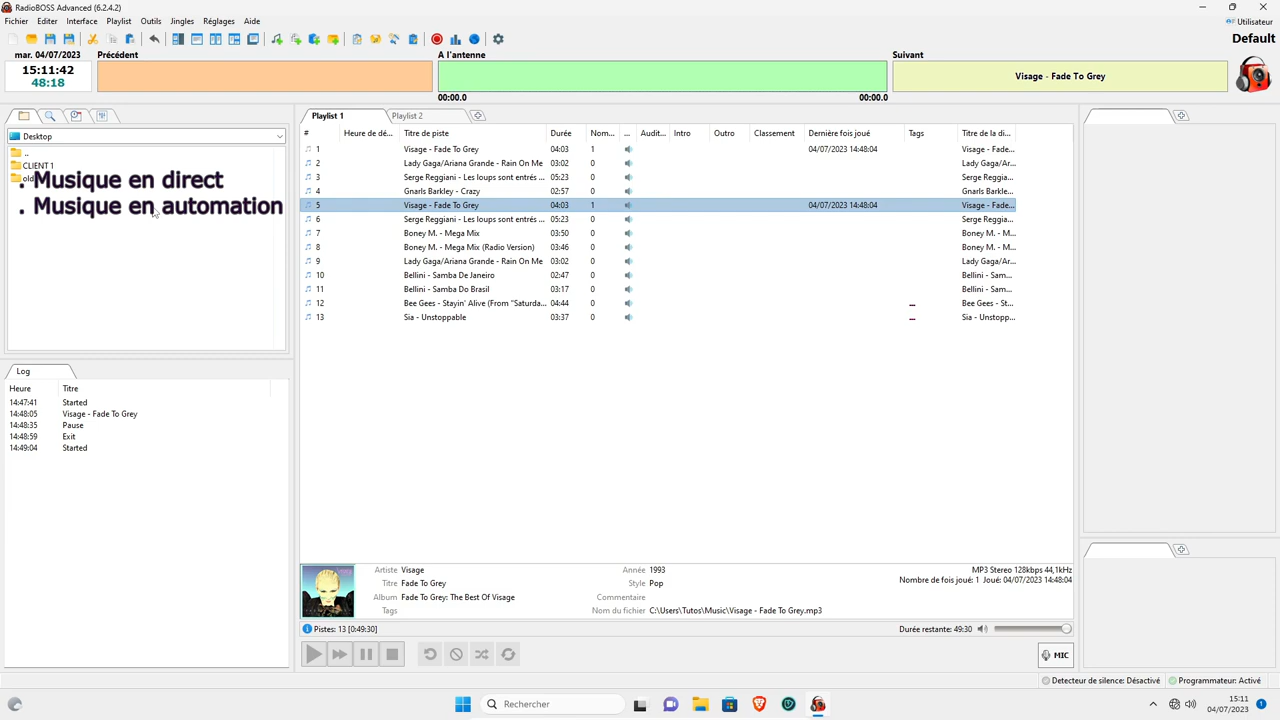 RadioBOSS Advanced (6.2.4.2)
Fichier Editer Interface Playlist Outils Jingles Réglages Aide
Utilisateur
Default
mar. 04/07/2023 Précédent A l'antenne Suivant
15:11:42
48:18
Visage - Fade To Grey
00:00.0 00:00.0
Playlist 1 Playlist 2
Desktop
..
CLIENT 1
old
. Musique en direct
. Musique en automation
# Heure de dé... Titre de piste Durée Nom... ... Audit... Intro Outro Classement Dernière fois joué Tags Titre de la di...
1 Visage - Fade To Grey 04:03 1 04/07/2023 14:48:04 Visage - Fade...
2 Lady Gaga/Ariana Grande - Rain On Me 03:02 0 Lady Gaga/Ar...
3 Serge Reggiani - Les loups sont entrés ... 05:23 0 Serge Reggia...
4 Gnarls Barkley - Crazy 02:57 0 Gnarls Barkle...
5 Visage - Fade To Grey 04:03 1 04/07/2023 14:48:04 Visage - Fade...
6 Serge Reggiani - Les loups sont entrés ... 05:23 0 Serge Reggia...
7 Boney M. - Mega Mix 03:50 0 Boney M. - M...
8 Boney M. - Mega Mix (Radio Version) 03:46 0 Boney M. - M...
9 Lady Gaga/Ariana Grande - Rain On Me 03:02 0 Lady Gaga/Ar...
10 Bellini - Samba De Janeiro 02:47 0 Bellini - Sam...
11 Bellini - Samba Do Brasil 03:17 0 Bellini - Sam...
12 Bee Gees - Stayin' Alive (From "Saturda... 04:44 0 Bee Gees - St...
13 Sia - Unstoppable 03:37 0 Sia - Unstopp...
Log
Heure Titre
14:47:41 Started
14:48:05 Visage - Fade To Grey
14:48:35 Pause
14:48:59 Exit
14:49:04 Started
Artiste Visage Année 1993 MP3 Stereo 128kbps 44,1kHz
Titre Fade To Grey Style Pop Nombre de fois joué: 1 Joué: 04/07/2023 14:48:04
Album Fade To Grey: The Best Of Visage Commentaire
Tags Nom du fichier C:\Users\Tutos\Music\Visage - Fade To Grey.mp3
Pistes: 13 [0:49:30] Durée restante: 49:30
MIC
Detecteur de silence: Désactivé Programmateur: Activé
Rechercher
15:11
04/07/2023